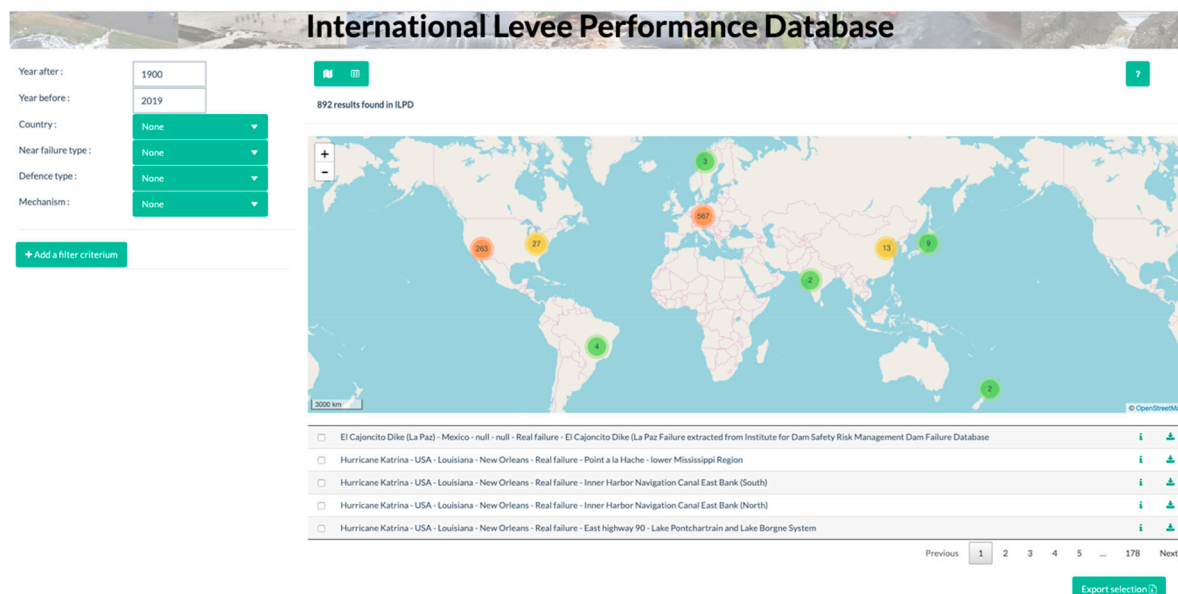 International Levee Performance Database
Year after :
1900
Year before :
2019
Country :
None
Near failure type :
None
Defence type :
None
Mechanism :
None
+ Add a filter criterium
?
892 results found in ILPD
+
-
3
567
263
27
13
9
2
4
2
3000 km
© OpenStreetMa
El Cajoncito Dike (La Paz) - Mexico - null - null - Real failure - El Cajoncito Dike (La Paz Failure extracted from Institute for Dam Safety Risk Management Dam Failure Database
Hurricane Katrina - USA - Louisiana - New Orleans - Real failure - Point a la Hache - lower Mississippi Region
Hurricane Katrina - USA - Louisiana - New Orleans - Real failure - Inner Harbor Navigation Canal East Bank (South)
Hurricane Katrina - USA - Louisiana - New Orleans - Real failure - Inner Harbor Navigation Canal East Bank (North)
Hurricane Katrina - USA - Louisiana - New Orleans - Real failure - East highway 90 - Lake Pontchartrain and Lake Borgne System
Previous 1 2 3 4 5 ... 178 Next
Export selection